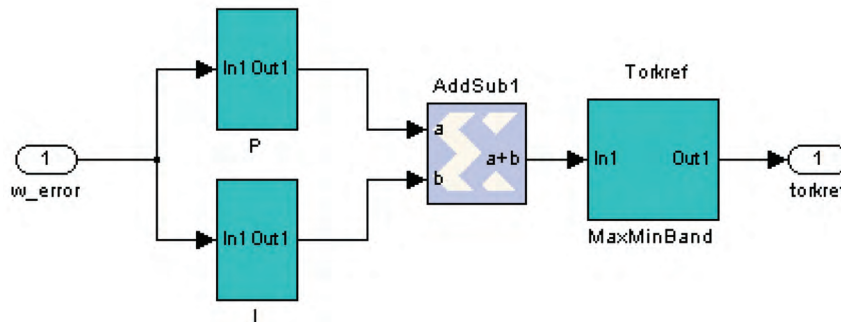 In1 Out1
P
1
w_error
In1 Out1
I
AddSub1
a
b
a+b
Torkref
In1 Out1
MaxMinBand
1
torkref